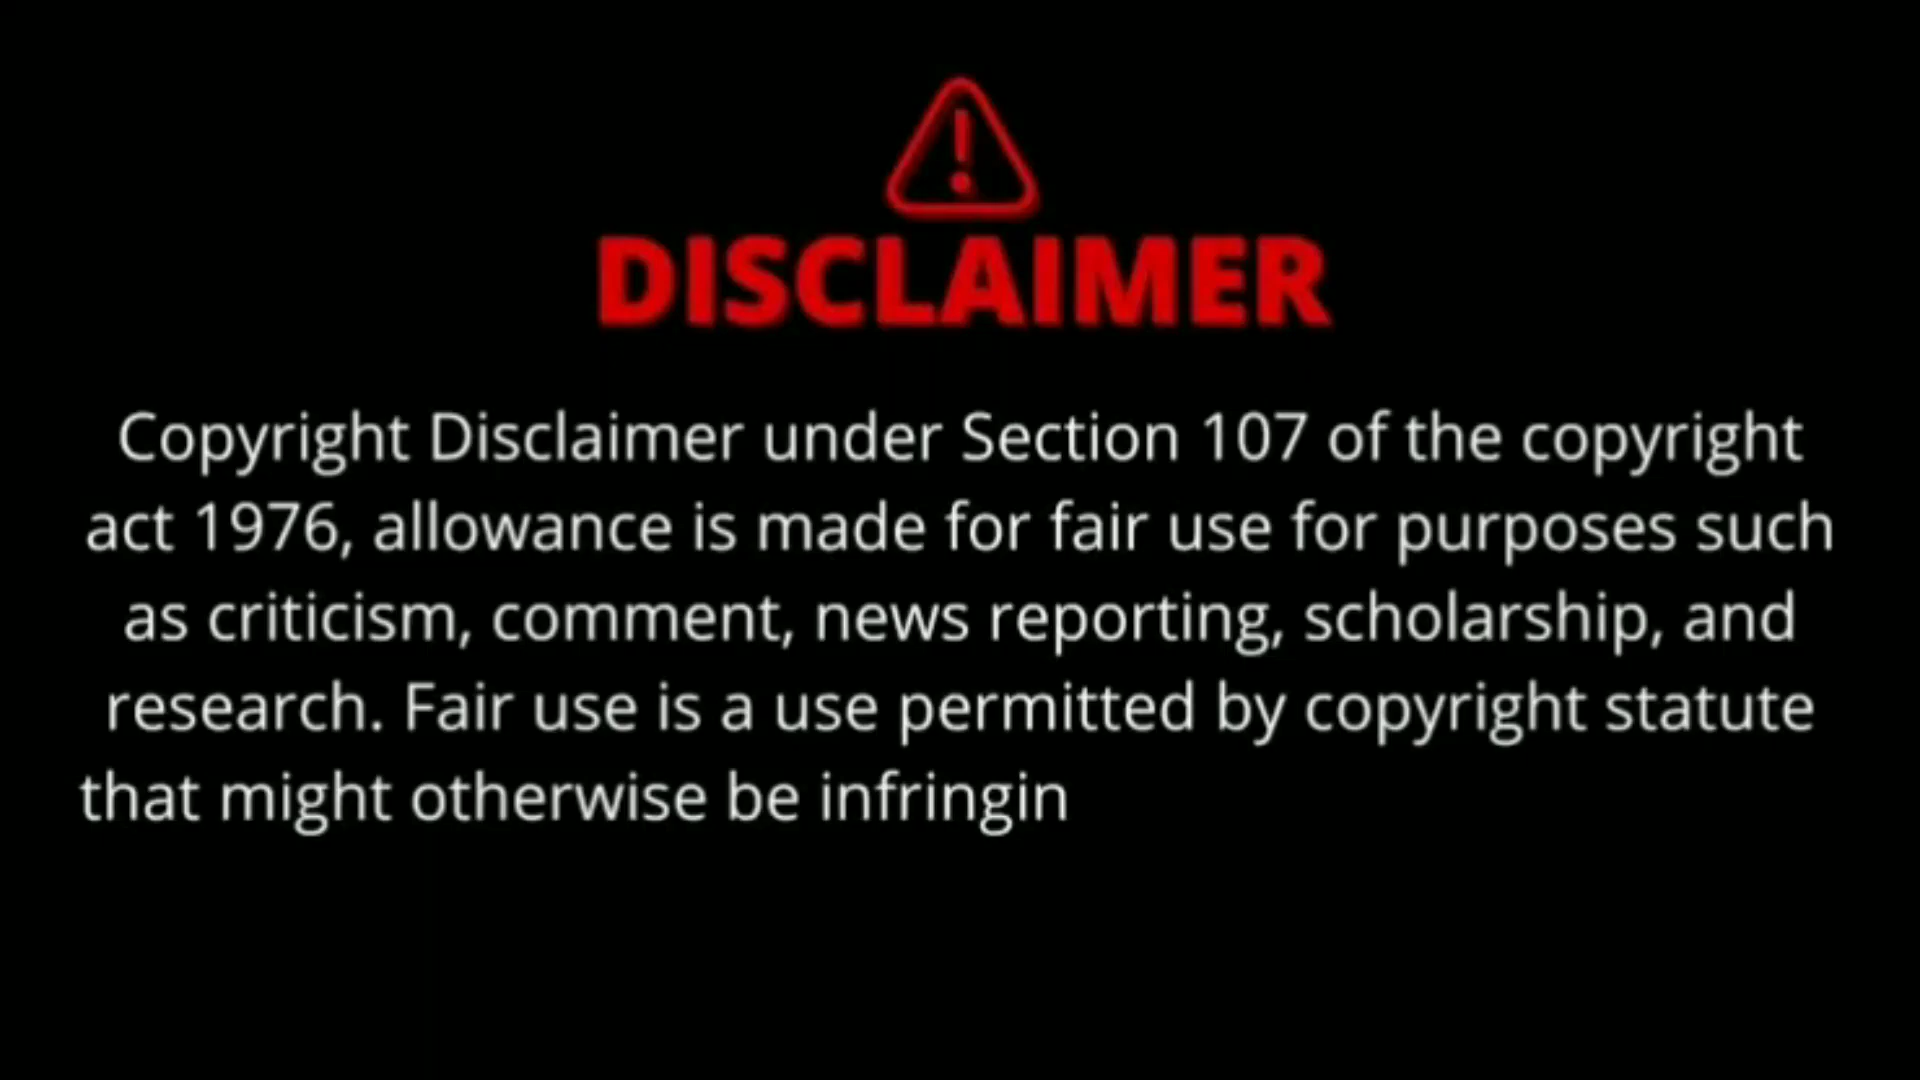 DISCLAIMER
Copyright Disclaimer under Section 107 of the copyright
act 1976, allowance is made for fair use for purposes such
as criticism, comment, news reporting, scholarship, and
research. Fair use is a use permitted by copyright statute
that might otherwise be infringin